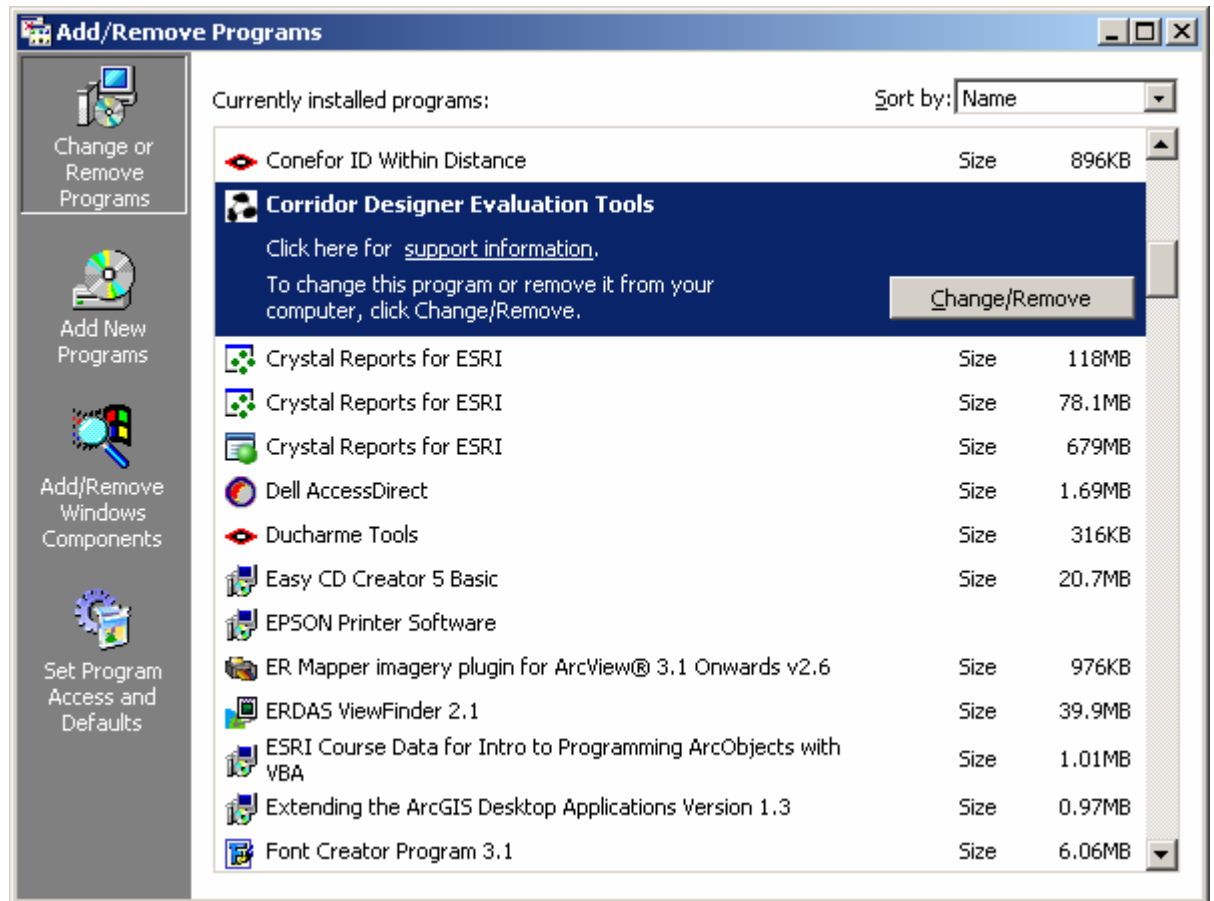 Add/Remove Programs
Change or
Remove
Programs
Add New
Programs
Add/Remove
Windows
Components
Set Program
Access and
Defaults
Currently installed programs: Sort by: Name
Conefor ID Within Distance Size 896KB
Corridor Designer Evaluation Tools
Click here for support information.
To change this program or remove it from your
computer, click Change/Remove.
Change/Remove
Crystal Reports for ESRI Size 118MB
Crystal Reports for ESRI Size 78.1MB
Crystal Reports for ESRI Size 679MB
Dell AccessDirect Size 1.69MB
Ducharme Tools Size 316KB
Easy CD Creator 5 Basic Size 20.7MB
EPSON Printer Software
ER Mapper imagery plugin for ArcView® 3.1 Onwards v2.6 Size 976KB
ERDAS ViewFinder 2.1 Size 39.9MB
ESRI Course Data for Intro to Programming ArcObjects with
VBA Size 1.01MB
Extending the ArcGIS Desktop Applications Version 1.3 Size 0.97MB
Font Creator Program 3.1 Size 6.06MB